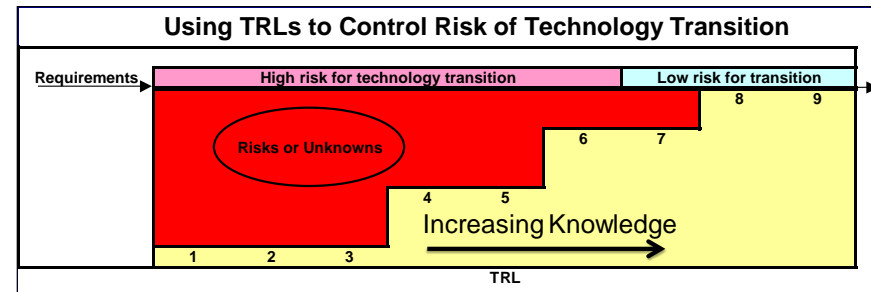 Using TRLs to Control Risk of Technology Transition
Requirements
High risk for technology transition
Low risk for transition
8 9
Risks or Unknowns
6 7
4 5
Increasing Knowledge
1 2 3
TRL